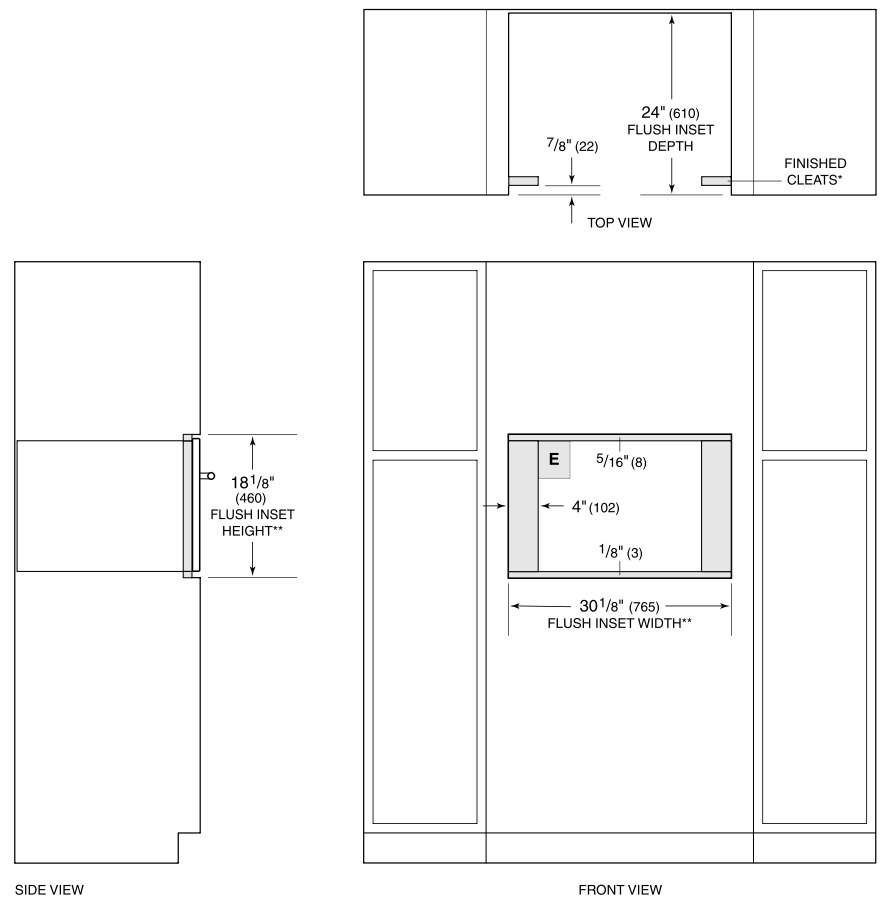 24" (610)
FLUSH INSET
DEPTH
7/8" (22)
FINISHED
CLEATS*
TOP VIEW
18 1/8"
(460)
FLUSH INSET
HEIGHT**
E
5/16" (8)
4" (102)
1/8" (3)
30 1/8" (765)
FLUSH INSET WIDTH**
SIDE VIEW
FRONT VIEW